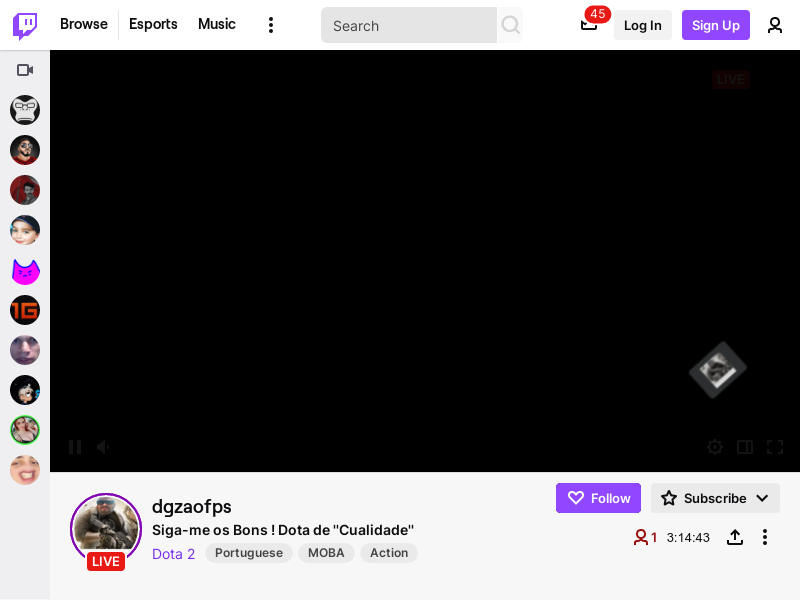 Browse
Esports
Music
Search
45
Log In
Sign Up
LIVE
1G
dgzaofps
Siga-me os Bons ! Dota de "Cualidade"
Dota 2
Portuguese
MOBA
Action
LIVE
Follow
Subscribe
1
3:14:43